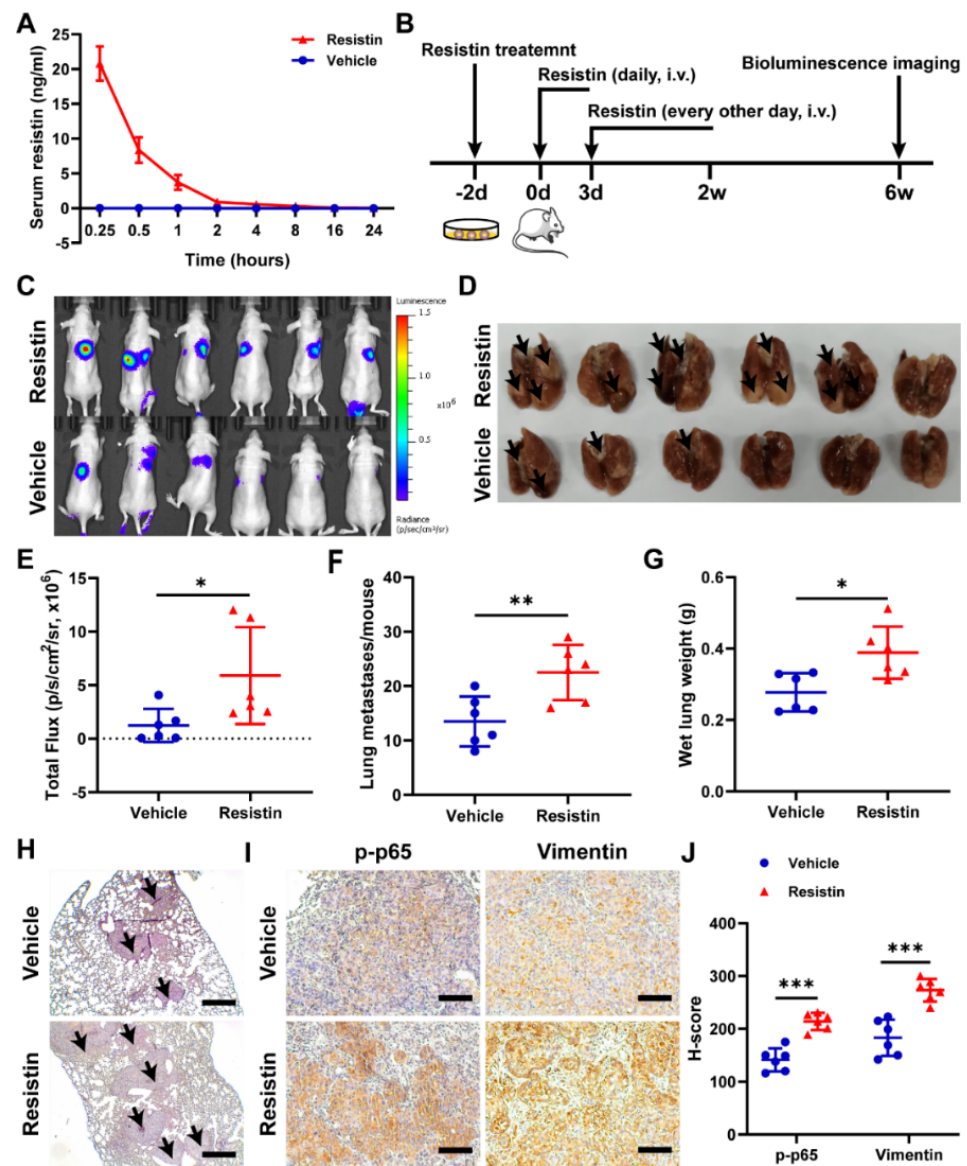 A
Serum resistin (ng/ml)
25
20
15
10
5
0
-5
0.25 0.5 1 2 4 8 16 24
Time (hours)
Resistin
Vehicle
B
Resistin treatemnt
Resistin (daily, i.v.)
Resistin (every other day, i.v.)
Bioluminescence imaging
-2d 0d 3d 2w 6w
C
Resistin
Vehicle
Luminescence
1.5
1.0
x10⁶
0.5
Radiance
(p/sec/cm²/sr)
D
Resistin
Vehicle
E
Total Flux (p/s/cm²/sr, x10⁶)
15
10
5
0
-5
*
Vehicle Resistin
F
Lung metastases/mouse
40
30
20
10
0
**
Vehicle Resistin
G
Wet lung weight (g)
0.6
0.4
0.2
0.0
*
Vehicle Resistin
H
Vehicle
Resistin
I
p-p65 Vimentin
Vehicle
Resistin
J
Vehicle
Resistin
H-score
400
300
200
100
0
*** ***
p-p65 Vimentin